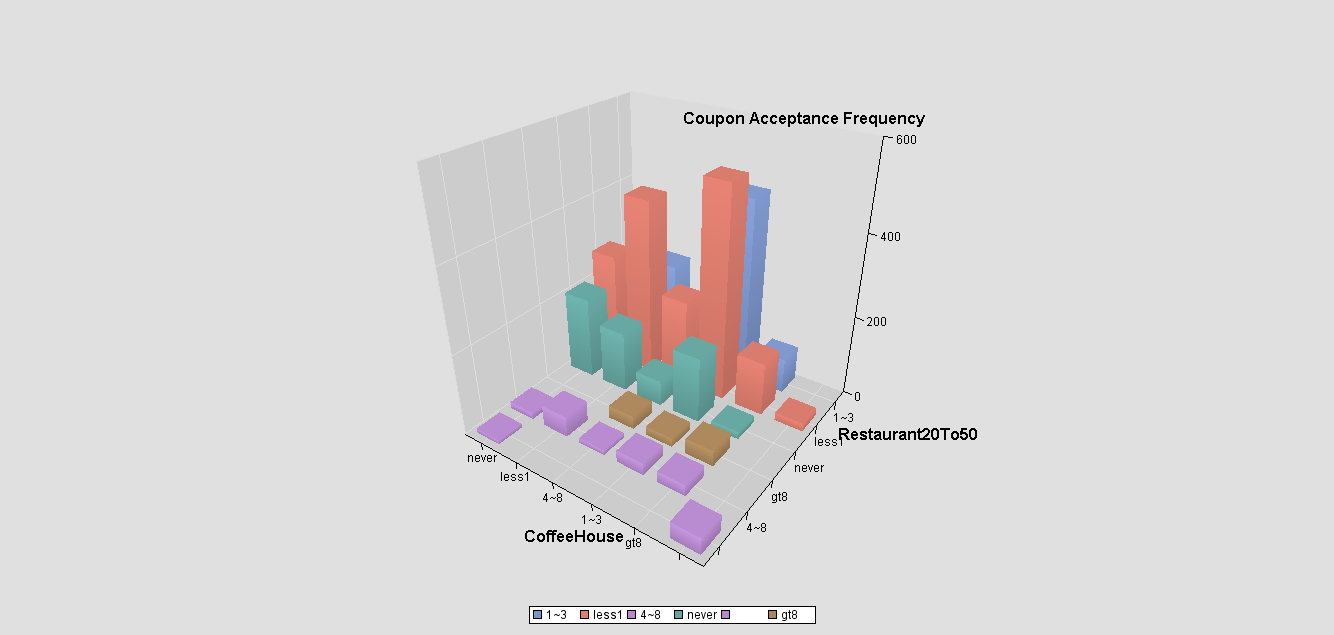 Coupon Acceptance Frequency
600
400
200
0
1~3
less1
Restaurant20To50
never
gt8
4~8
never
less1
4~8
1~3
gt8
CoffeeHouse
1~3 less1 4~8 never gt8